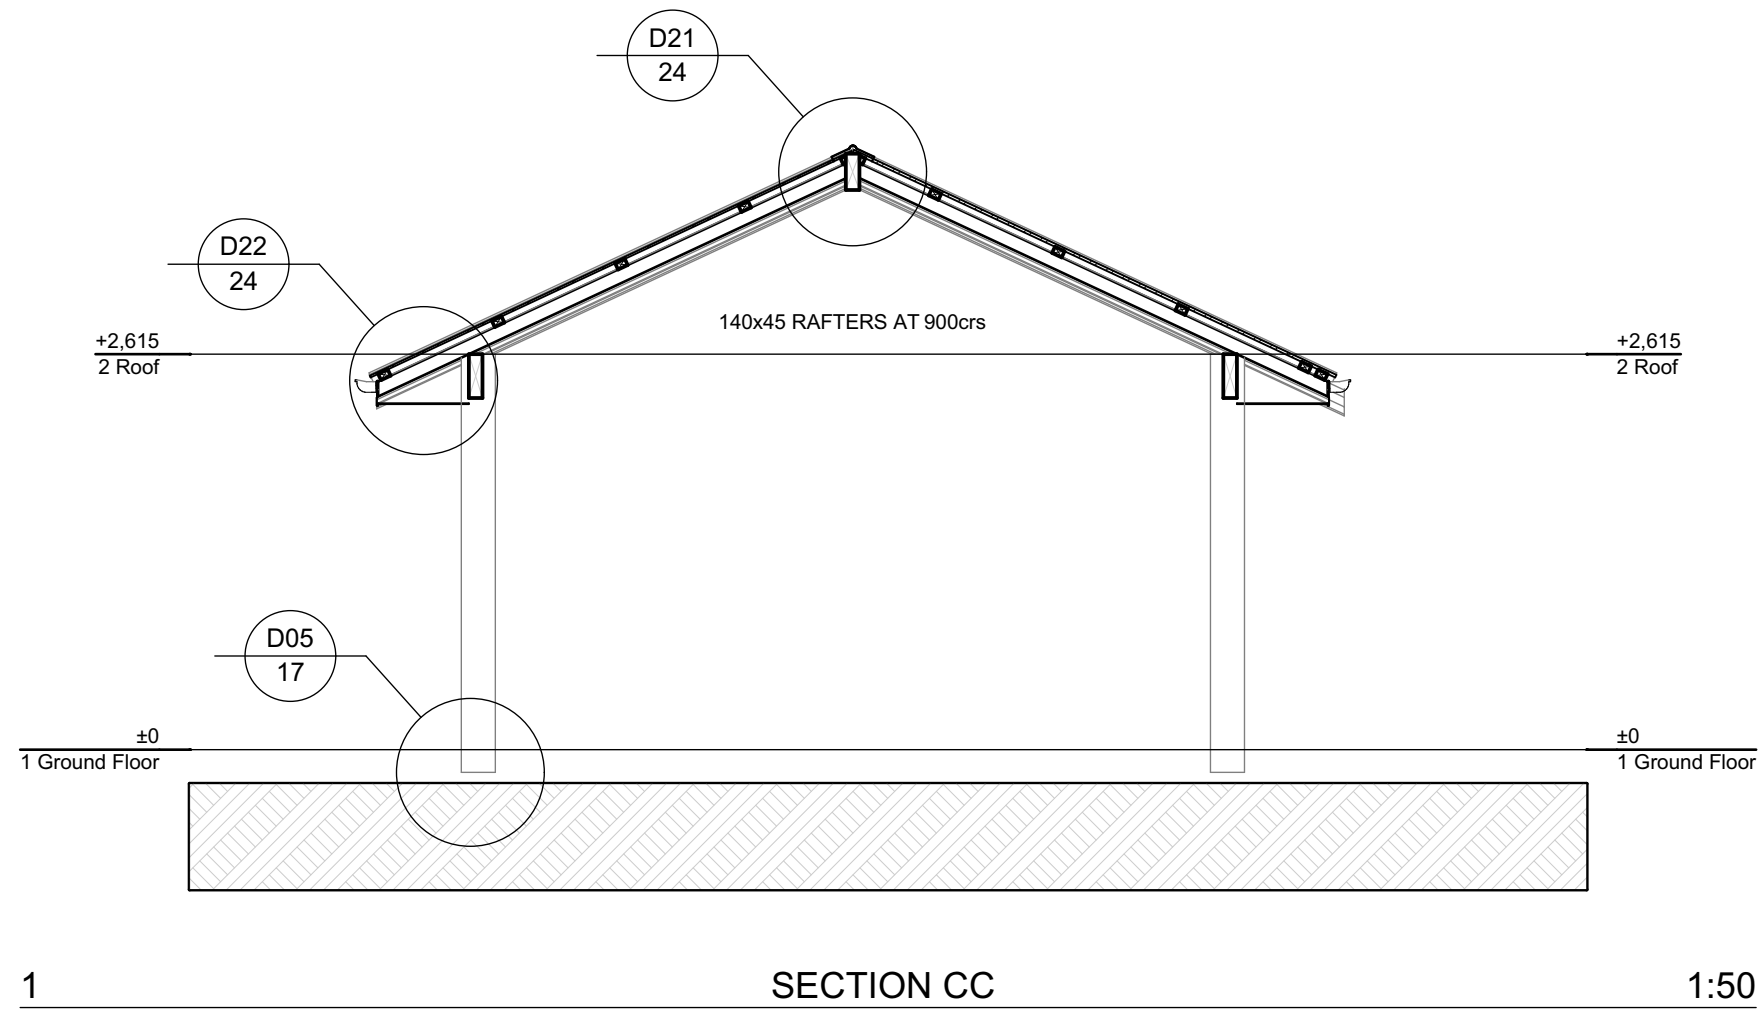 D21
24
D22
24
140x45 RAFTERS AT 900crs
+2,615
2 Roof
+2,615
2 Roof
D05
17
±0
1 Ground Floor
±0
1 Ground Floor
1 SECTION CC 1:50